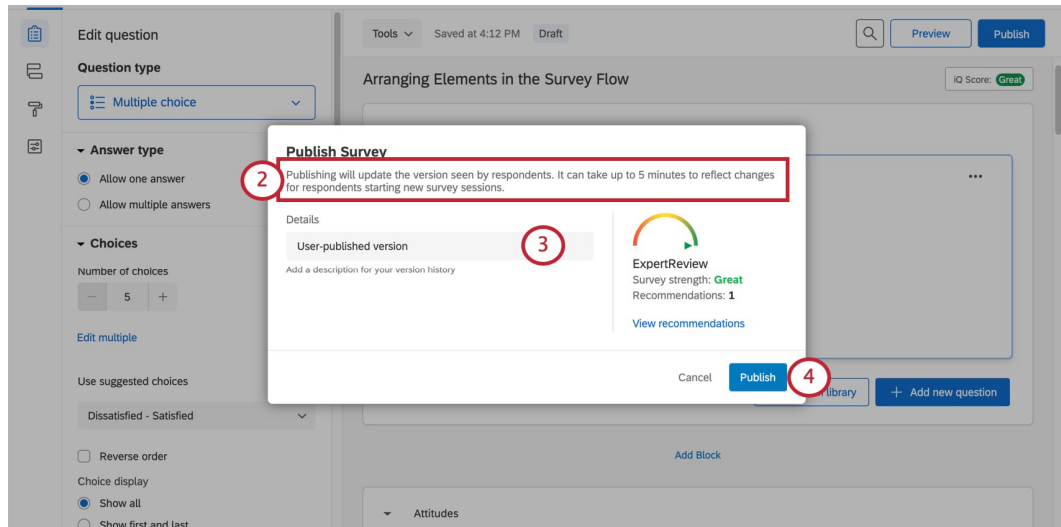 Edit question
Question type
Multiple choice
Answer type
Allow one answer
Allow multiple answers
Choices
Number of choices
5
Edit multiple
Use suggested choices
Dissatisfied - Satisfied
Reverse order
Choice display
Show all
Show first and last
Tools
Saved at 4:12 PM
Draft
Preview
Publish
Arranging Elements in the Survey Flow
iQ Score: Great
Publish Survey
2
Publishing will update the version seen by respondents. It can take up to 5 minutes to reflect changes
for respondents starting new survey sessions.
Details
User-published version
3
Add a description for your version history
ExpertReview
Survey strength: Great
Recommendations: 1
View recommendations
Cancel
Publish
4
library
+ Add new question
Add Block
Attitudes